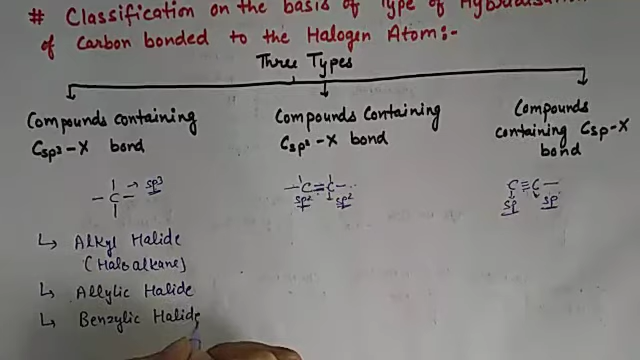 # Classification on the basis of Type of Hybridisation
of Carbon bonded to the Halogen Atom:-
Three Types
Compounds containing
Csp³-X bond
Compounds Containing
Csp²-X bond
Compounds
containing Csp-X
bond
-C- → sp3
-C=C-
sp² sp²
C≡C-
sp sp
↳ Alkyl Halide
(Haloalkane)
↳ Allylic Halide
↳ Benzylic Halide